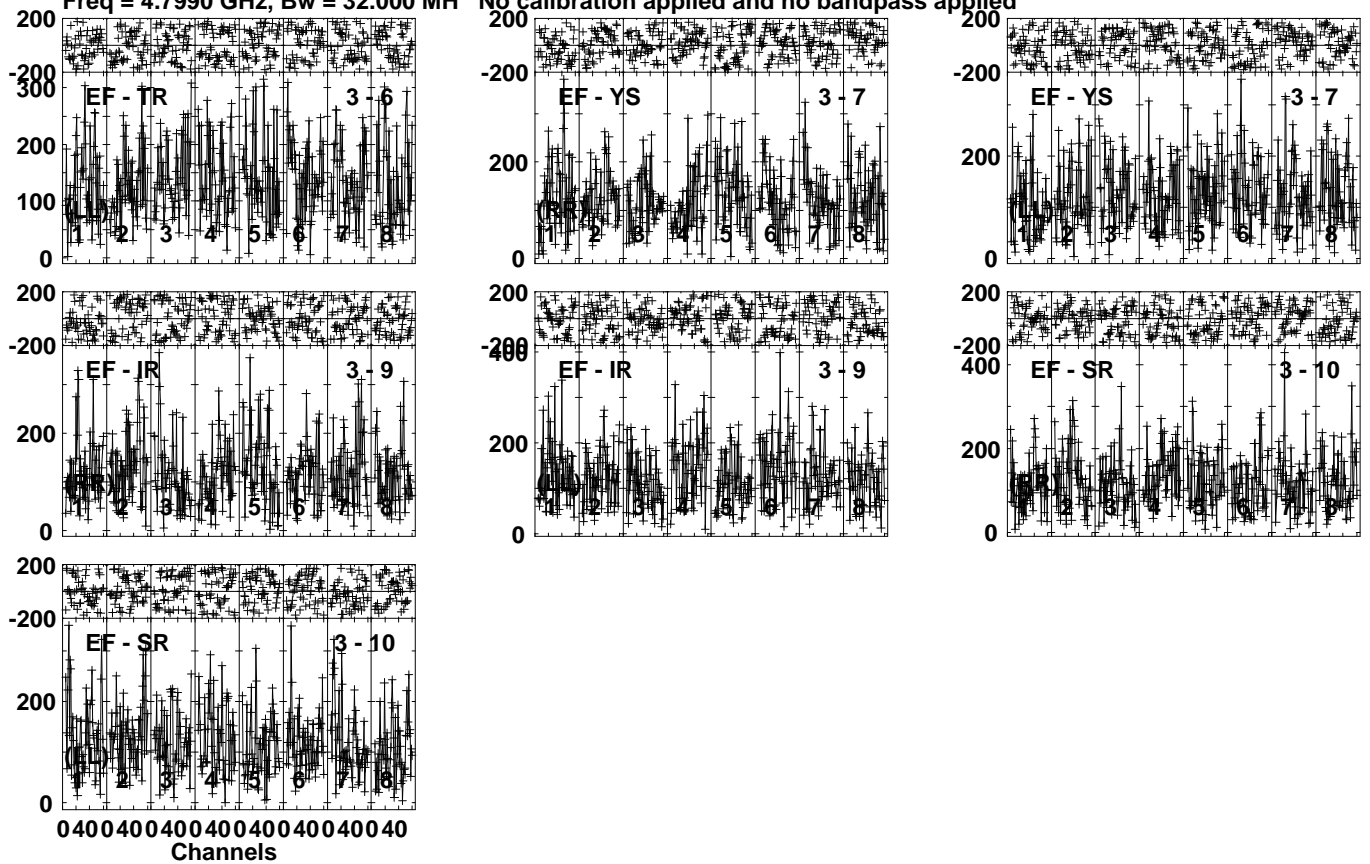 Freq = 4.7990 GHz, Bw = 32.000 MH No calibration applied and no bandpass applied
200
-200
300
200
100
0
EF - TR 3 - 6
(LL)
1 2 3 4 5 6 7 8
200
-200
200
0
EF - YS 3 - 7
(RR)
1 2 3 4 5 6 7 8
200
-200
200
0
EF - YS 3 - 7
(LL)
1 2 3 4 5 6 7 8
200
-200
200
0
EF - IR 3 - 9
(RR)
1 2 3 4 5 6 7 8
200
-200
400
200
0
EF - IR 3 - 9
(LL)
1 2 3 4 5 6 7 8
200
-200
400
200
0
EF - SR 3 - 10
(RR)
1 2 3 4 5 6 7 8
200
-200
200
0
EF - SR 3 - 10
(LL)
1 2 3 4 5 6 7 8
0 40 0 40 0 40 0 40 0 40 0 40 0 40 0 40
Channels